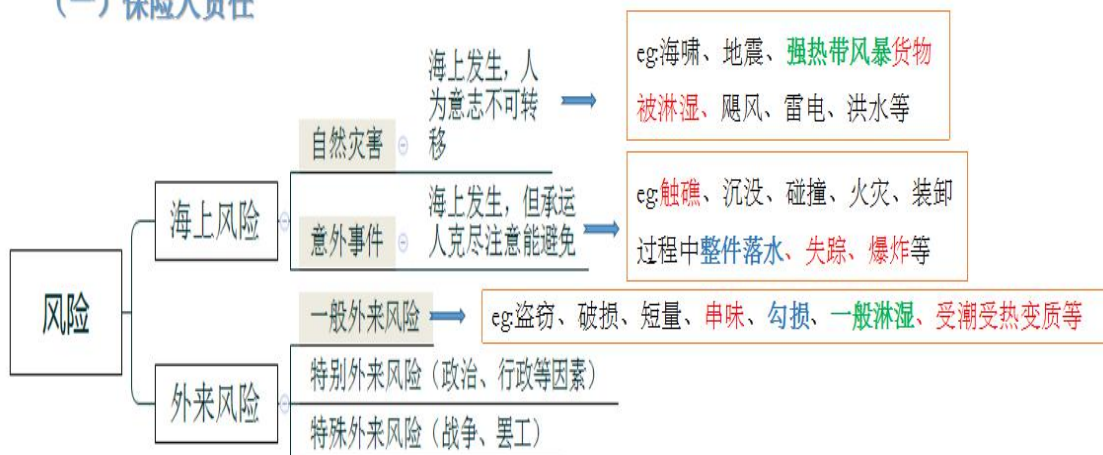 （一）保险人责任
风险
海上风险
自然灾害
海上发生，人
为意志不可转
移
eg:海啸、地震、强热带风暴货物
被淋湿、飓风、雷电、洪水等
意外事件
海上发生，但承运
人克尽注意能避免
eg:触礁、沉没、碰撞、火灾、装卸
过程中整件落水、失踪、爆炸等
外来风险
一般外来风险
eg:盗窃、破损、短量、串味、勾损、一般淋湿、受潮受热变质等
特别外来风险（政治、行政等因素）
特殊外来风险（战争、罢工）